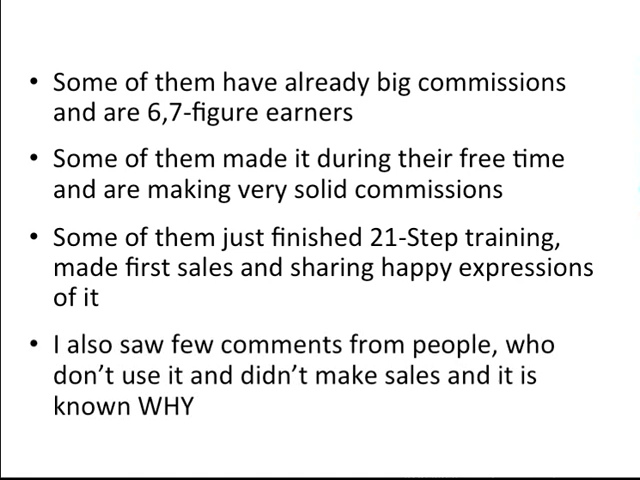 • Some of them have already big commissions
and are 6,7-figure earners
• Some of them made it during their free time
and are making very solid commissions
• Some of them just finished 21-Step training,
made first sales and sharing happy expressions
of it
• I also saw few comments from people, who
don’t use it and didn’t make sales and it is
known WHY